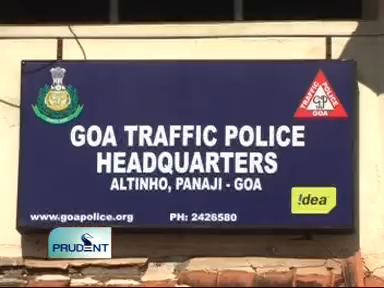 TRAFFIC POLICE
GOA
GOA TRAFFIC POLICE
HEADQUARTERS
ALTINHO, PANAJI - GOA
!dea
www.goapolice.org PH: 2426580
PRUDENT